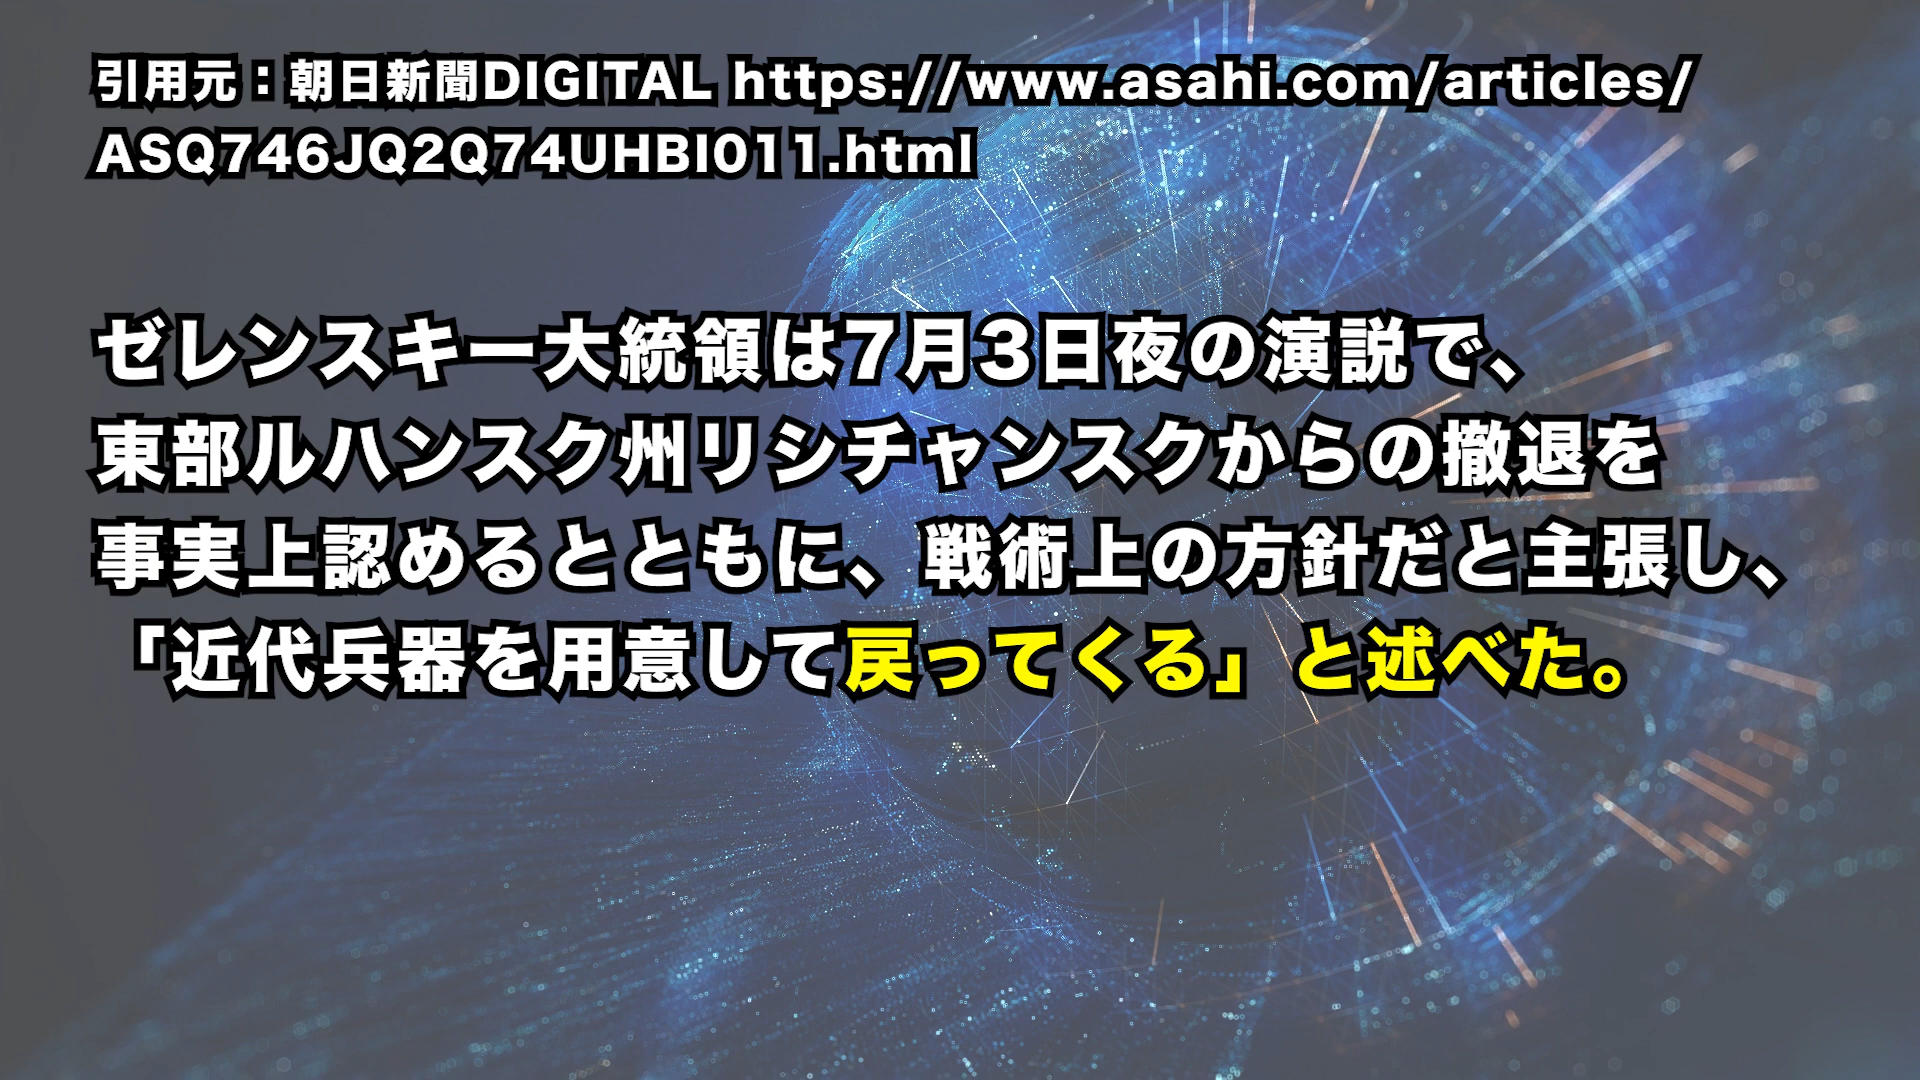 引用元：朝日新聞DIGITAL https://www.asahi.com/articles/
ASQ746JQ2Q74UHBI011.html
ゼレンスキー大統領は7月3日夜の演説で、
東部ルハンスク州リシチャンスクからの撤退を
事実上認めるとともに、戦術上の方針だと主張し、
「近代兵器を用意して戻ってくる」と述べた。